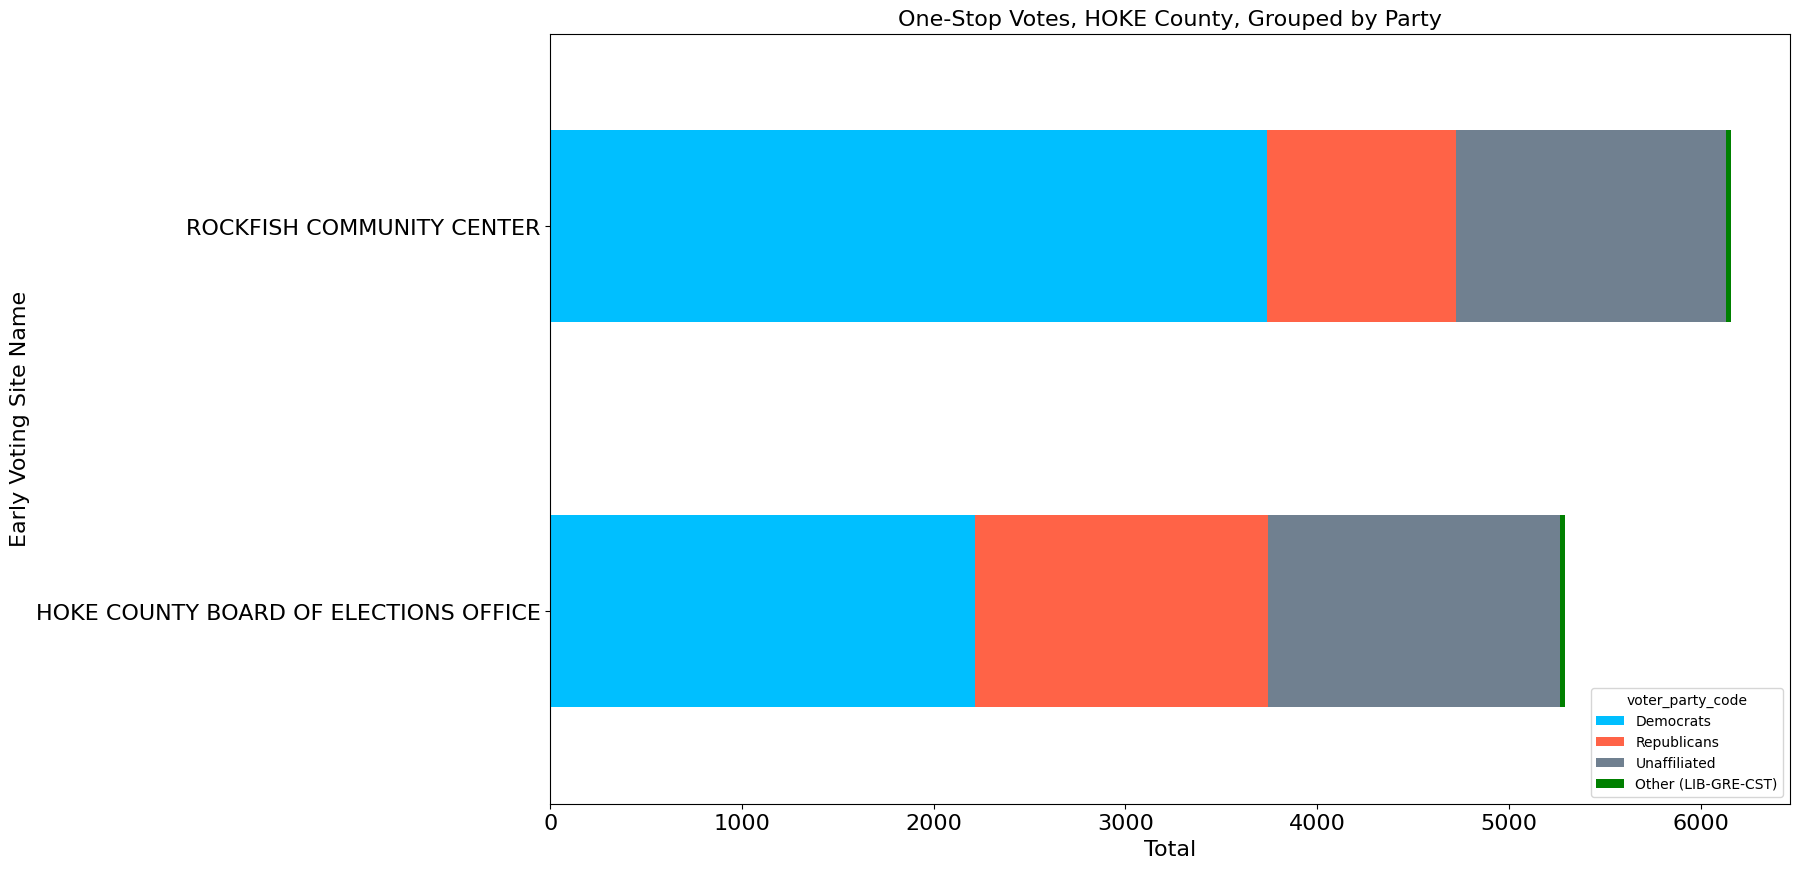 One-Stop Votes, HOKE County, Grouped by Party
Early Voting Site Name
ROCKFISH COMMUNITY CENTER
HOKE COUNTY BOARD OF ELECTIONS OFFICE
voter_party_code
Democrats
Republicans
Unaffiliated
Other (LIB-GRE-CST)
0 1000 2000 3000 4000 5000 6000
Total